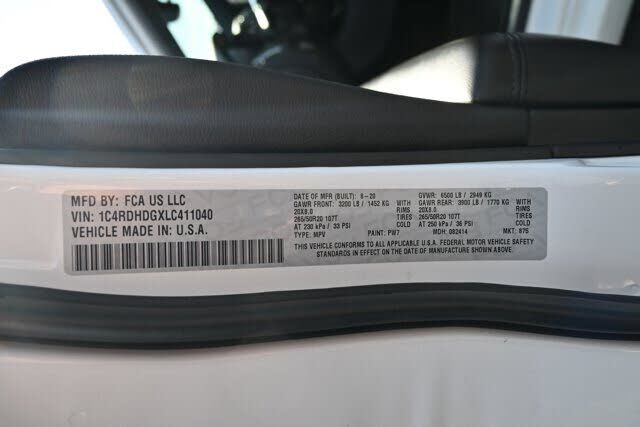 MFD BY: FCA US LLC
VIN: 1C4RDHDGXLC411040
VEHICLE MADE IN: U.S.A.
DATE OF MFR (BUILT): 8-20 GVWR: 6500 LB / 2949 KG
GAWR FRONT: 3200 LB / 1452 KG WITH GAWR REAR: 3900 LB / 1770 KG WITH
20X8.0 RIMS 20X8.0 RIMS
265/50R20 107T TIRES 265/50R20 107T TIRES
AT 230 kPa / 33 PSI COLD AT 250 kPa / 36 PSI COLD
TYPE: MPV PAINT: PW7 MDH: 082414 MKT: 875
THIS VEHICLE CONFORMS TO ALL APPLICABLE U.S.A. FEDERAL MOTOR VEHICLE SAFETY
STANDARDS IN EFFECT ON THE DATE OF MANUFACTURE SHOWN ABOVE.